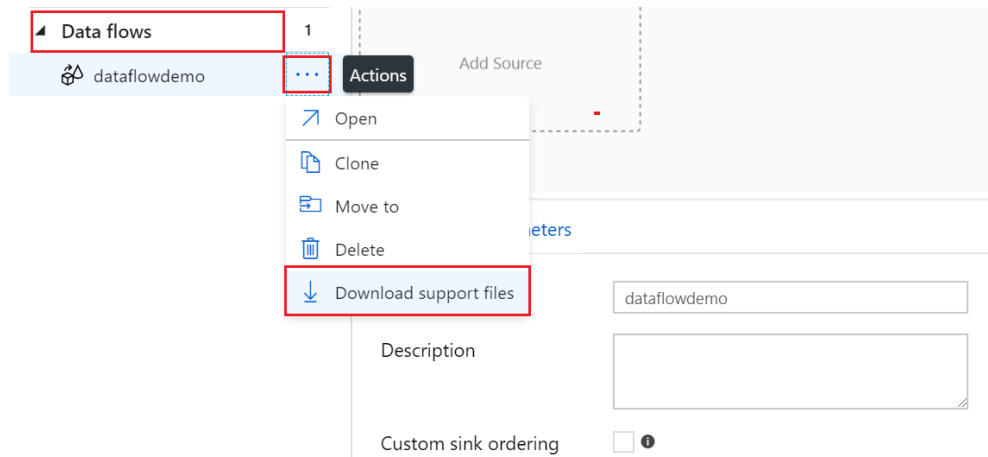 Data flows 1
dataflowdemo ... Actions
Add Source
Open
Clone
Move to
Delete
Download support files
eters
dataflowdemo
Description
Custom sink ordering